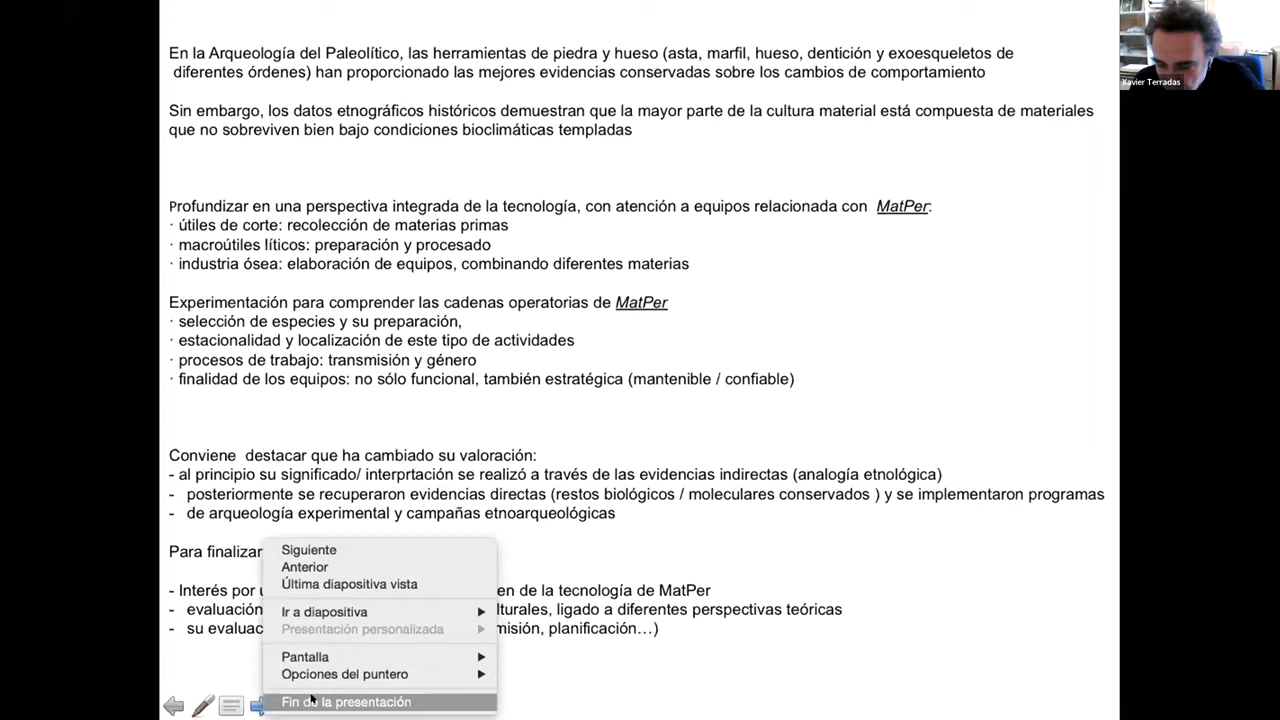 En la Arqueología del Paleolítico, las herramientas de piedra y hueso (asta, marfil, hueso, dentición y exoesqueletos de
diferentes órdenes) han proporcionado las mejores evidencias conservadas sobre los cambios de comportamiento
Xavier Terradas
Sin embargo, los datos etnográficos históricos demuestran que la mayor parte de la cultura material está compuesta de materiales
que no sobreviven bien bajo condiciones bioclimáticas templadas
Profundizar en una perspectiva integrada de la tecnología, con atención a equipos relacionada con MatPer:
· útiles de corte: recolección de materias primas
· macroútiles líticos: preparación y procesado
· industria ósea: elaboración de equipos, combinando diferentes materias
Experimentación para comprender las cadenas operatorias de MatPer
· selección de especies y su preparación,
· estacionalidad y localización de este tipo de actividades
· procesos de trabajo: transmisión y género
· finalidad de los equipos: no sólo funcional, también estratégica (mantenible / confiable)
Conviene destacar que ha cambiado su valoración:
- al principio su significado/ interprtación se realizó a través de las evidencias indirectas (analogía etnológica)
- posteriormente se recuperaron evidencias directas (restos biológicos / moleculares conservados ) y se implementaron programas
- de arqueología experimental y campañas etnoarqueológicas
Para finalizar
- Interés por en de la tecnología de MatPer
- evaluación lturales, ligado a diferentes perspectivas teóricas
- su evaluac misión, planificación…)
Siguiente
Anterior
Última diapositiva vista
Ir a diapositiva
Presentación personalizada
Pantalla
Opciones del puntero
Fin de la presentación